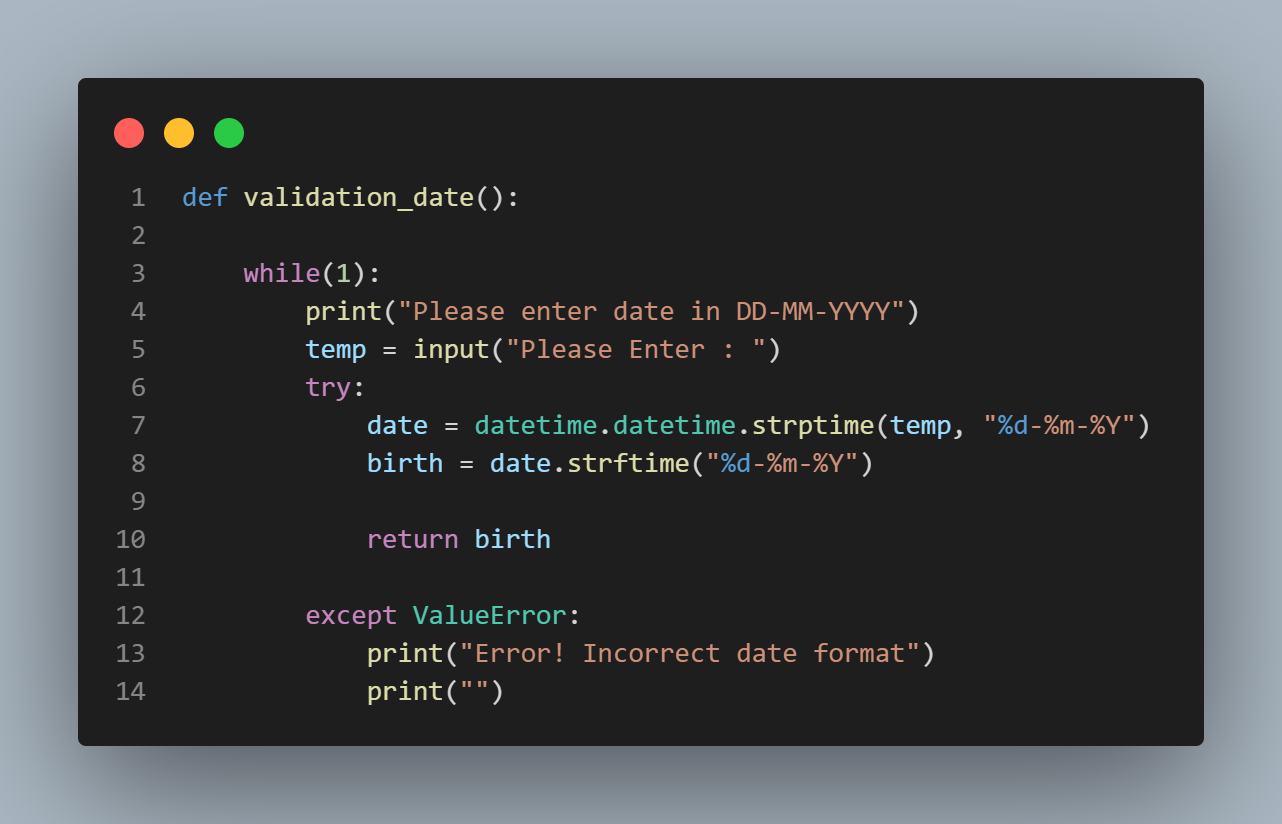 1 def validation_date():
2
3     while(1):
4         print("Please enter date in DD-MM-YYYY")
5         temp = input("Please Enter : ")
6         try:
7             date = datetime.datetime.strptime(temp, "%d-%m-%Y")
8             birth = date.strftime("%d-%m-%Y")
9
10             return birth
11
12         except ValueError:
13             print("Error! Incorrect date format")
14             print("")